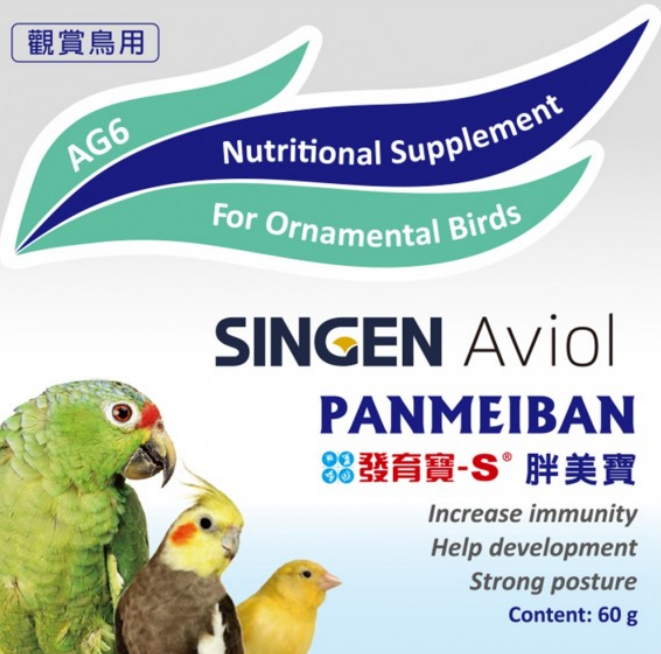 觀賞鳥用
AG6
Nutritional Supplement
For Ornamental Birds
SINGEN Aviol
PANMEIBAN
發育寶-S® 胖美寶
Increase immunity
Help development
Strong posture
Content: 60 g